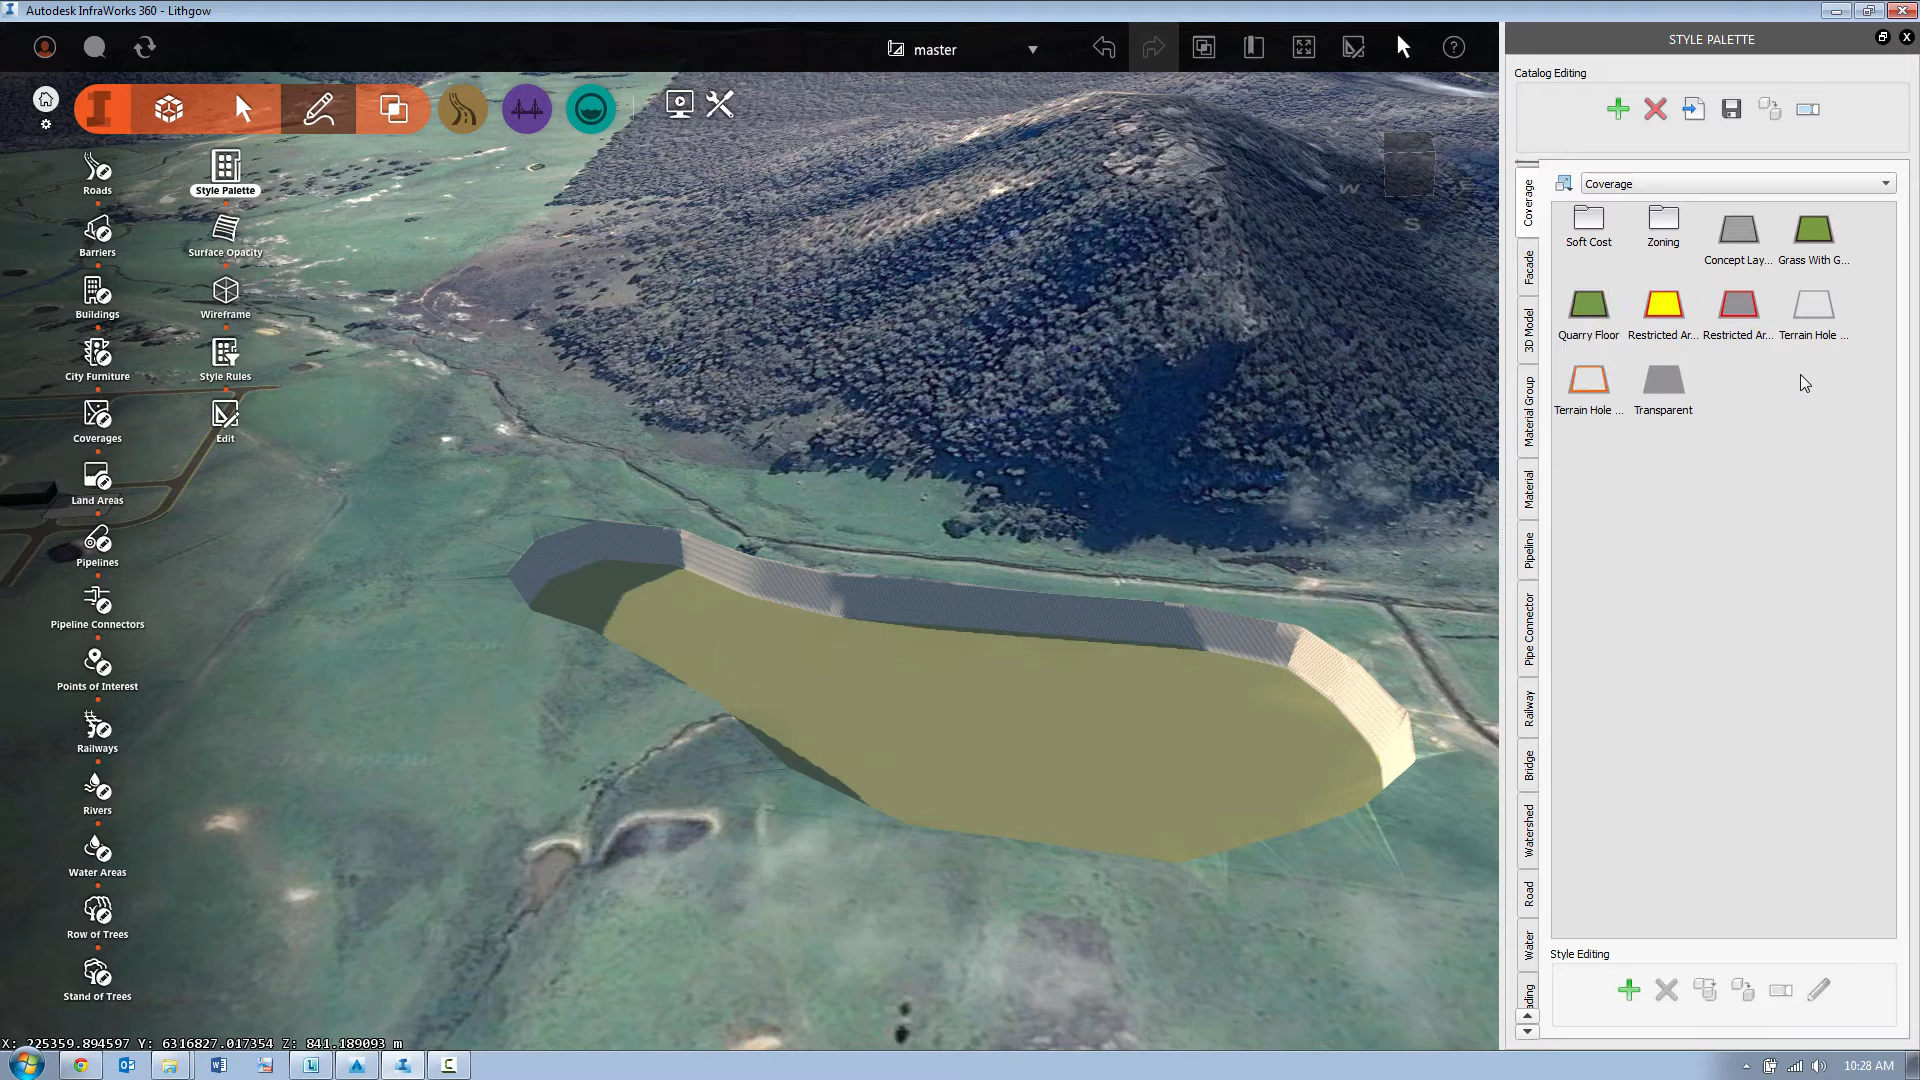 Autodesk InfraWorks 360 - Lithgow
master
STYLE PALETTE
Catalog Editing
Coverage
Soft Cost
Zoning
Concept Lay...
Grass With G...
Quarry Floor
Restricted Ar...
Restricted Ar...
Terrain Hole ...
Terrain Hole ...
Transparent
Coverage
Facade
3D Model
Material Group
Material
Pipeline
Pipe Connector
Railway
Bridge
Watershed
Road
Water
ading
Style Editing
Roads
Barriers
Buildings
City Furniture
Coverages
Land Areas
Pipelines
Pipeline Connectors
Points of Interest
Railways
Rivers
Water Areas
Row of Trees
Stand of Trees
Style Palette
Surface Opacity
Wireframe
Style Rules
Edit
W
S
X: 225359.894597 Y: 6316827.017354 Z: 841.189093 m
10:28 AM